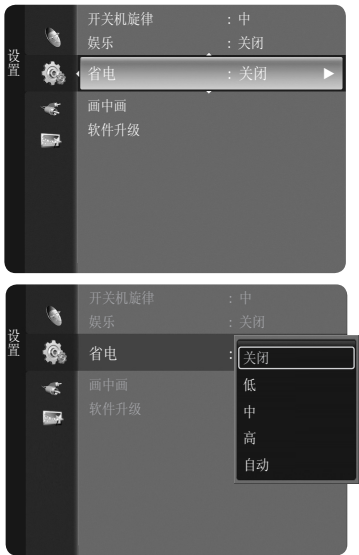 设置
开关机旋律 : 中
娱乐 : 关闭
省电 : 关闭
画中画
软件升级
设置
开关机旋律 : 中
娱乐 : 关闭
省电 :
关闭
低
中
高
自动
画中画
软件升级